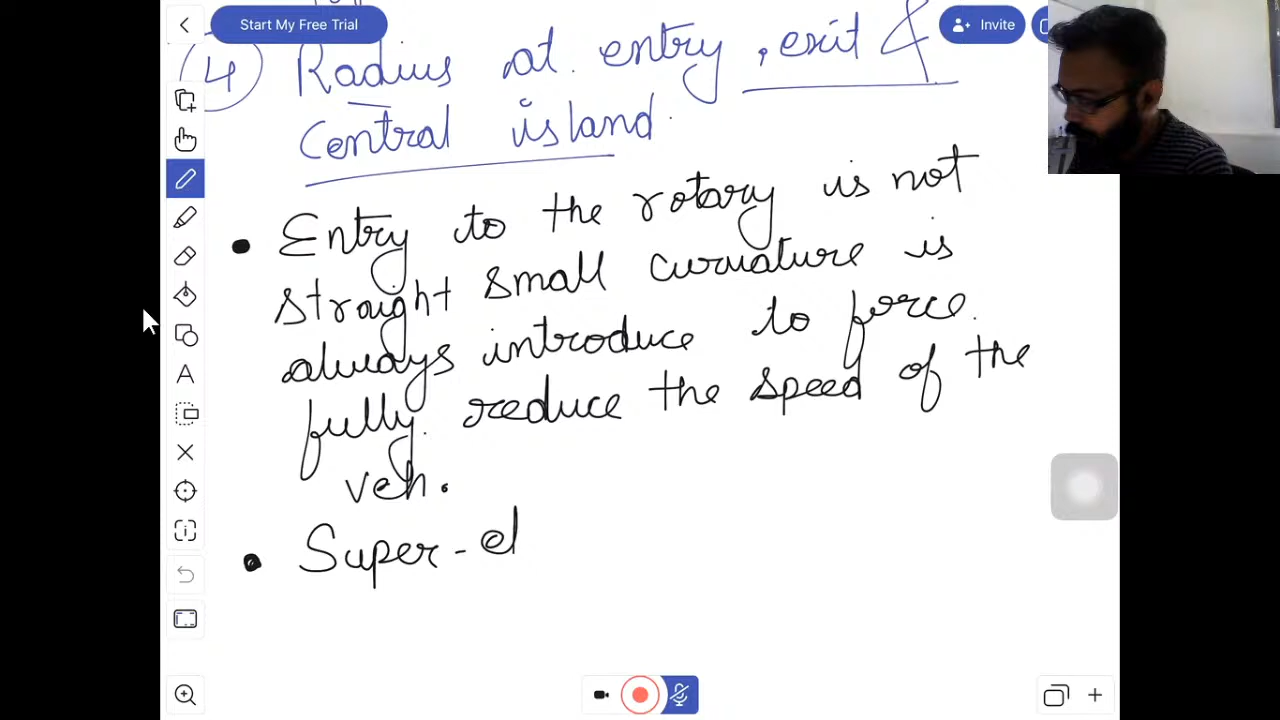 Start My Free Trial
Invite
4 Radius at entry, exit &
Central island
Entry to the rotary is not
straight small curvature is
always introduce to force
fully reduce the speed of the
veh.
Super-el